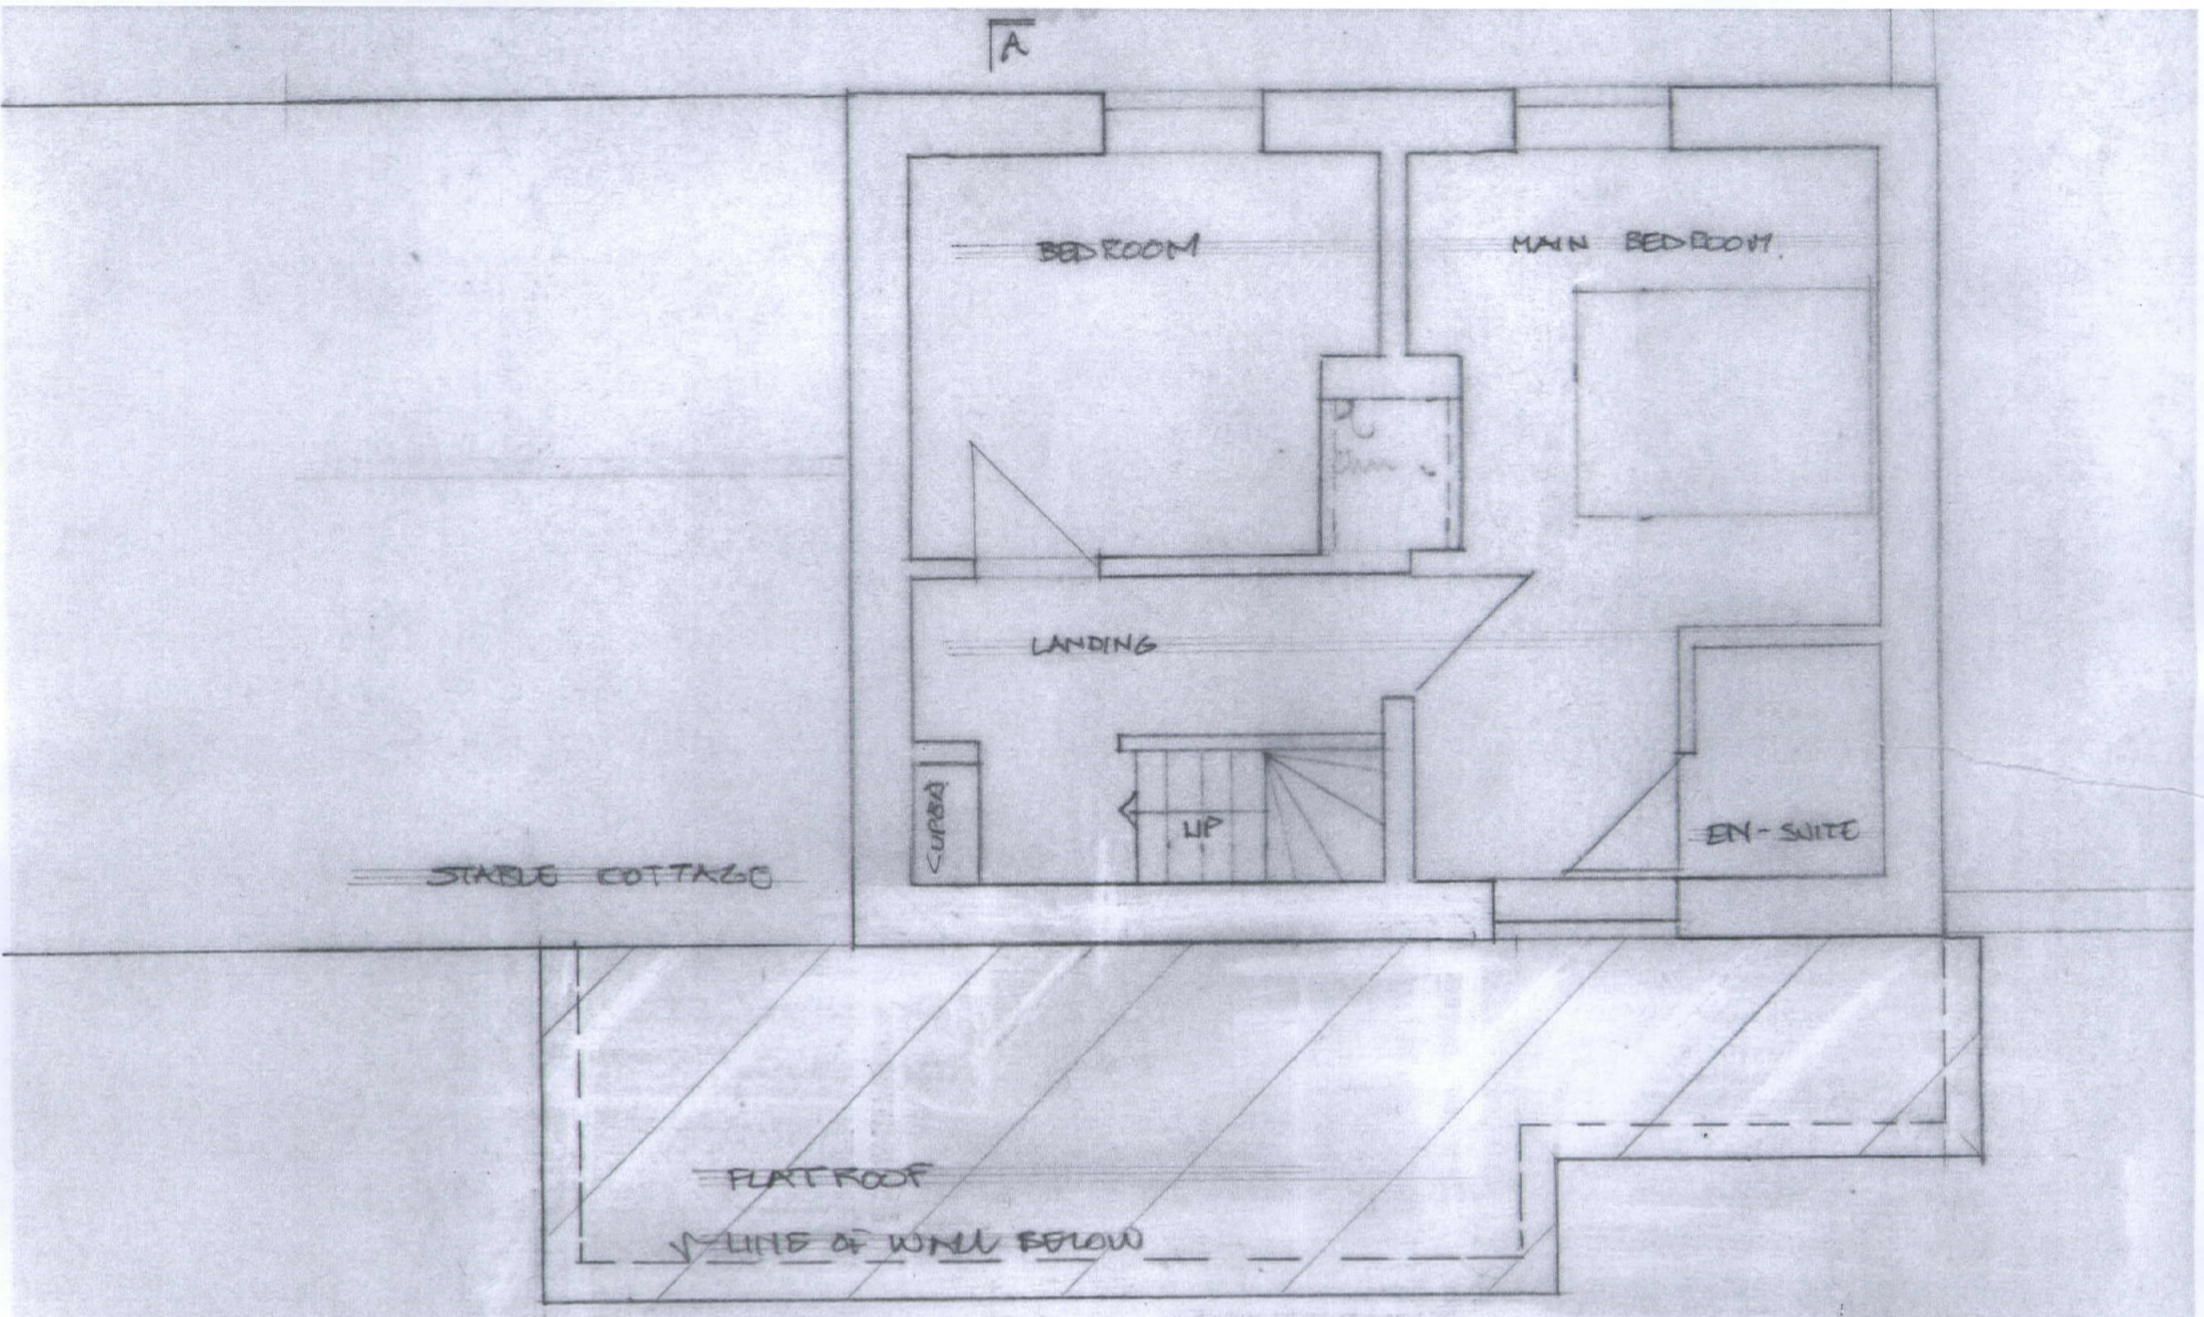 A
BEDROOM
MAIN BEDROOM.
LANDING
CUPBD
UP
EN-SUITE
STABLE COTTAGE
FLAT ROOF
LINE OF WALL BELOW